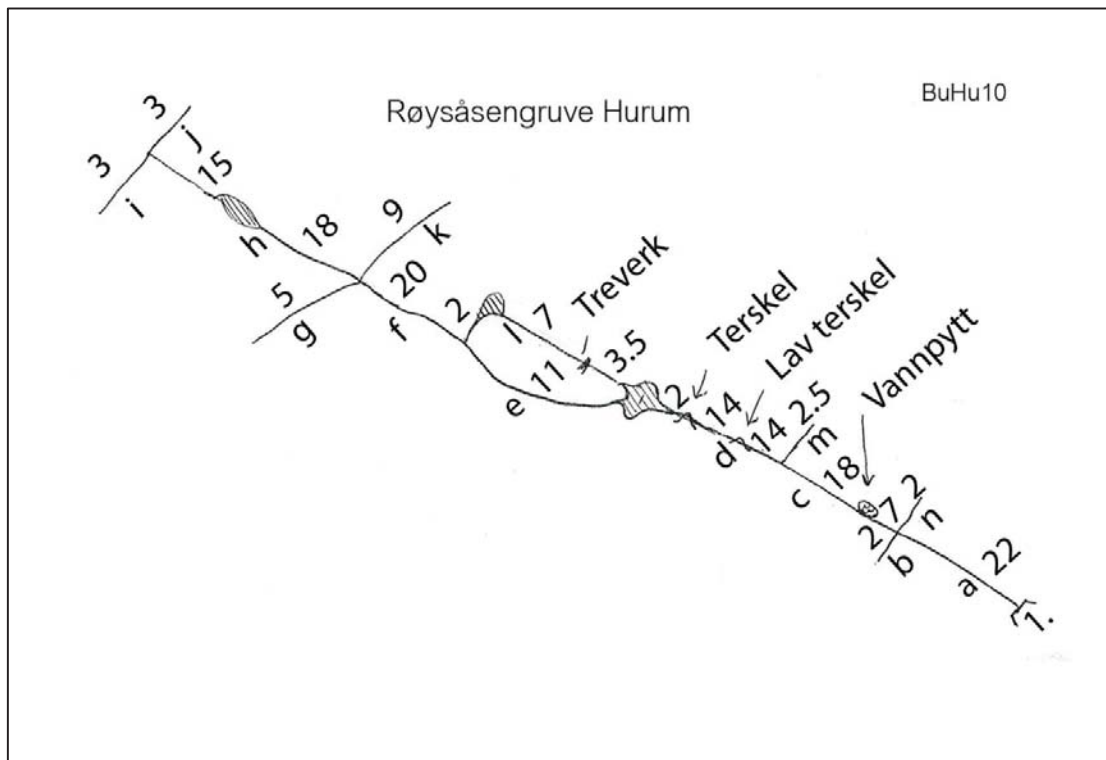 BuHu10
Røysåsengruve Hurum
3
3
j
i
15
h
18
9
k
5
g
20
f
2
l
7
Treverk
3.5
11
e
Terskel
2
Lav terskel
14
d
14
2.5
m
Vannpytt
18
c
7
2
n
2
b
22
a
1.